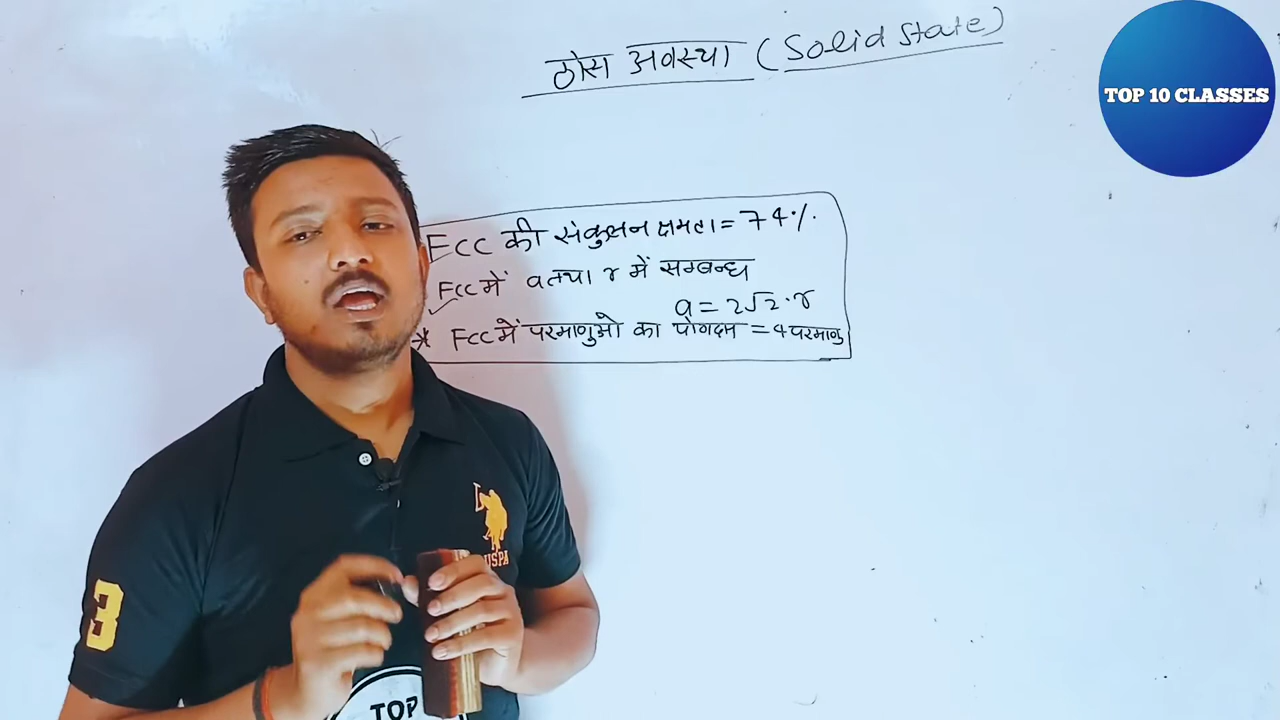 ठोस अवस्था (Solid State)
TOP 10 CLASSES
FCC की संकुलन क्षमता = 74%
FCC में a तथा r में सम्बन्ध
a = 2√2·r
* FCC में परमाणुओ का योगदान = 4 परमाणु
USPA
3
TOP